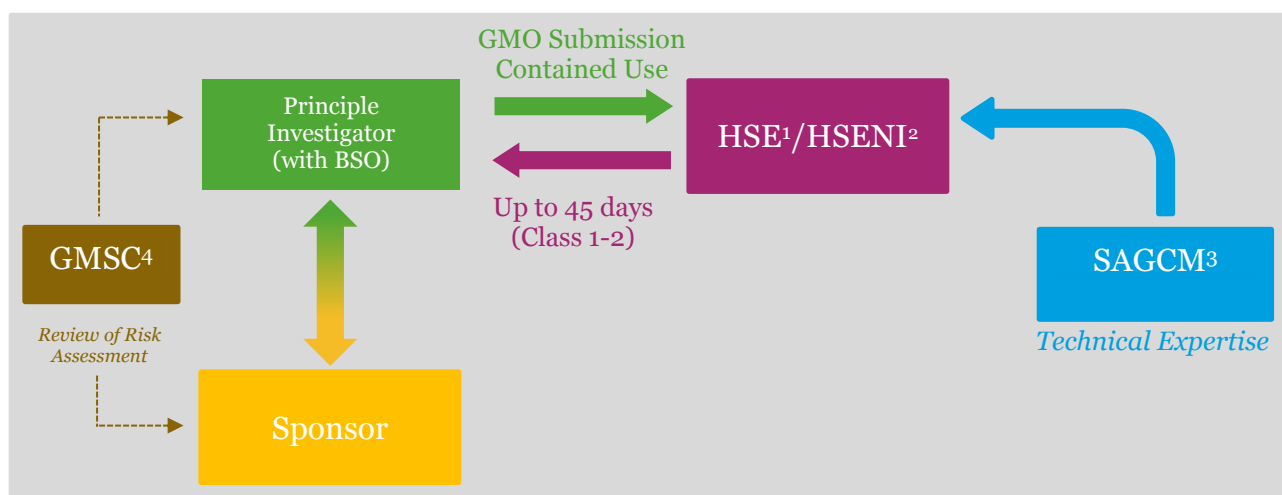 GMO Submission
Contained Use
Principle
Investigator
(with BSO)
HSE¹/HSENI²
Up to 45 days
(Class 1-2)
GMSC⁴
SAGCM³
Review of Risk
Assessment
Technical Expertise
Sponsor